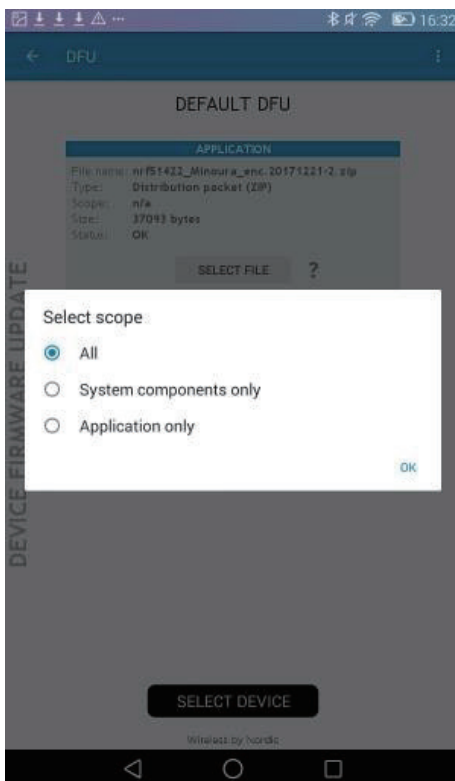 16:32
DFU
DEFAULT DFU
APPLICATION
File name: nrf51422_Minoura_enc.20171221-2.zip
Type: Distribution packet (ZIP)
Scope: n/a
Size: 37093 bytes
Status: OK
SELECT FILE ?
DEVICE FIRMWARE UPDATE
Select scope
All
System components only
Application only
OK
SELECT DEVICE
Wireless by Nordic